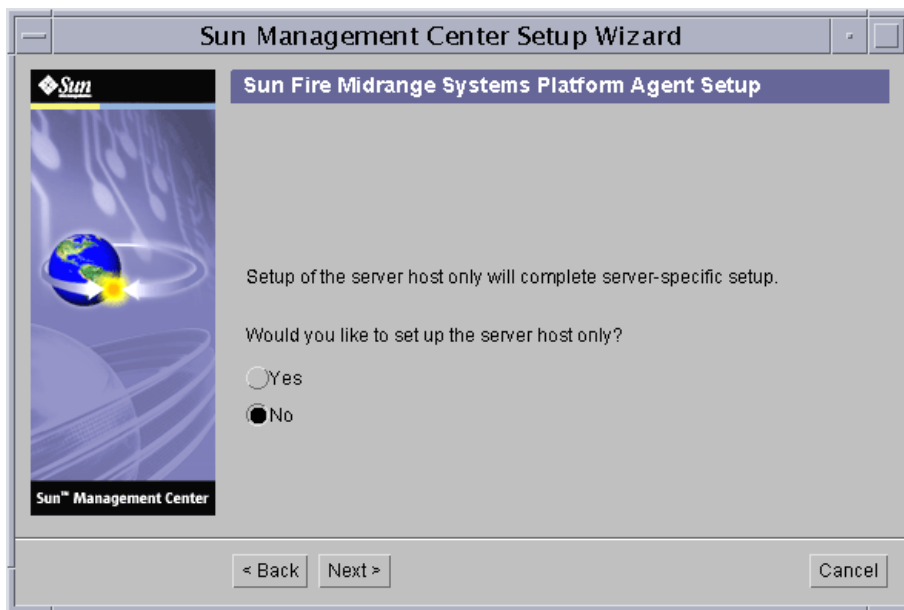 Sun Management Center Setup Wizard
Sun
Sun Fire Midrange Systems Platform Agent Setup
Setup of the server host only will complete server-specific setup.
Would you like to set up the server host only?
Yes
No
Sun™ Management Center
< Back
Next >
Cancel